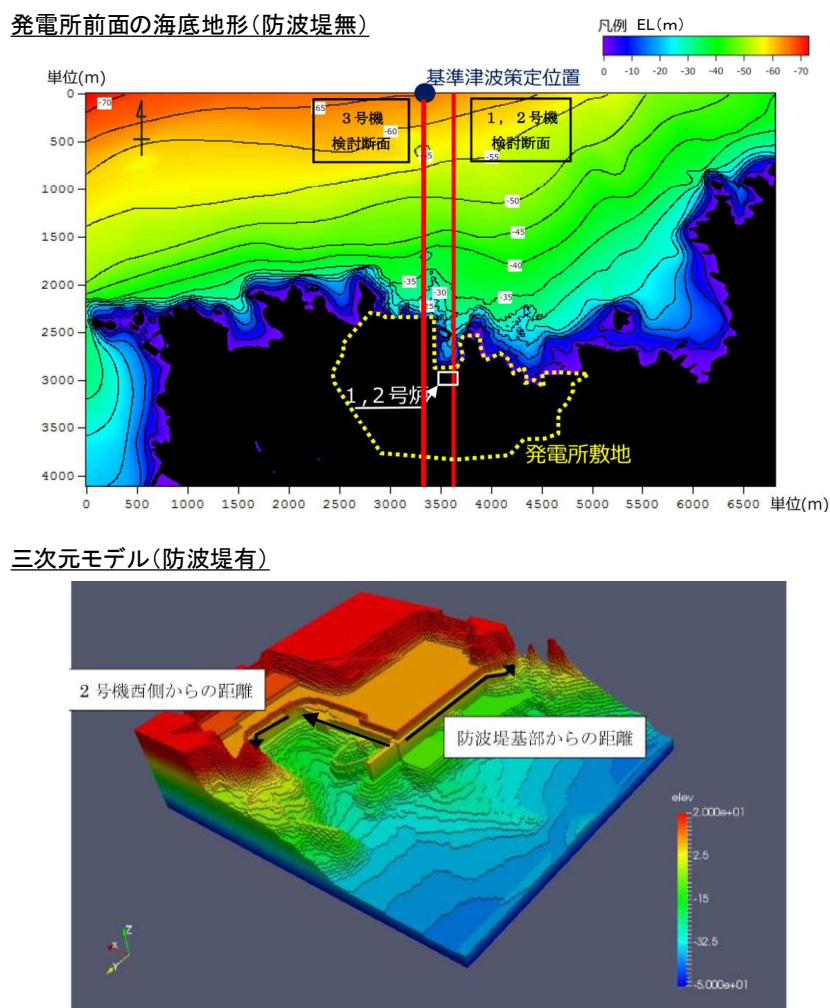 発電所前面の海底地形(防波堤無)
凡例 EL(m)
0 -10 -20 -30 -40 -50 -60 -70
単位(m)
基準津波策定位置
3号機
検討断面
1,2号機
検討断面
0
500
1000
1500
2000
2500
3000
3500
4000
-70
65
-60
-55
-50
-45
-40
-35
-35
-30
1,2号炉
発電所敷地
0 500 1000 1500 2000 2500 3000 3500 4000 4500 5000 5500 6000 6500 単位(m)
三次元モデル(防波堤有)
2号機西側からの距離
防波堤基部からの距離
elev
2.000e+01
2.5
-15
-32.5
-5.000e+01
Z
X
Y